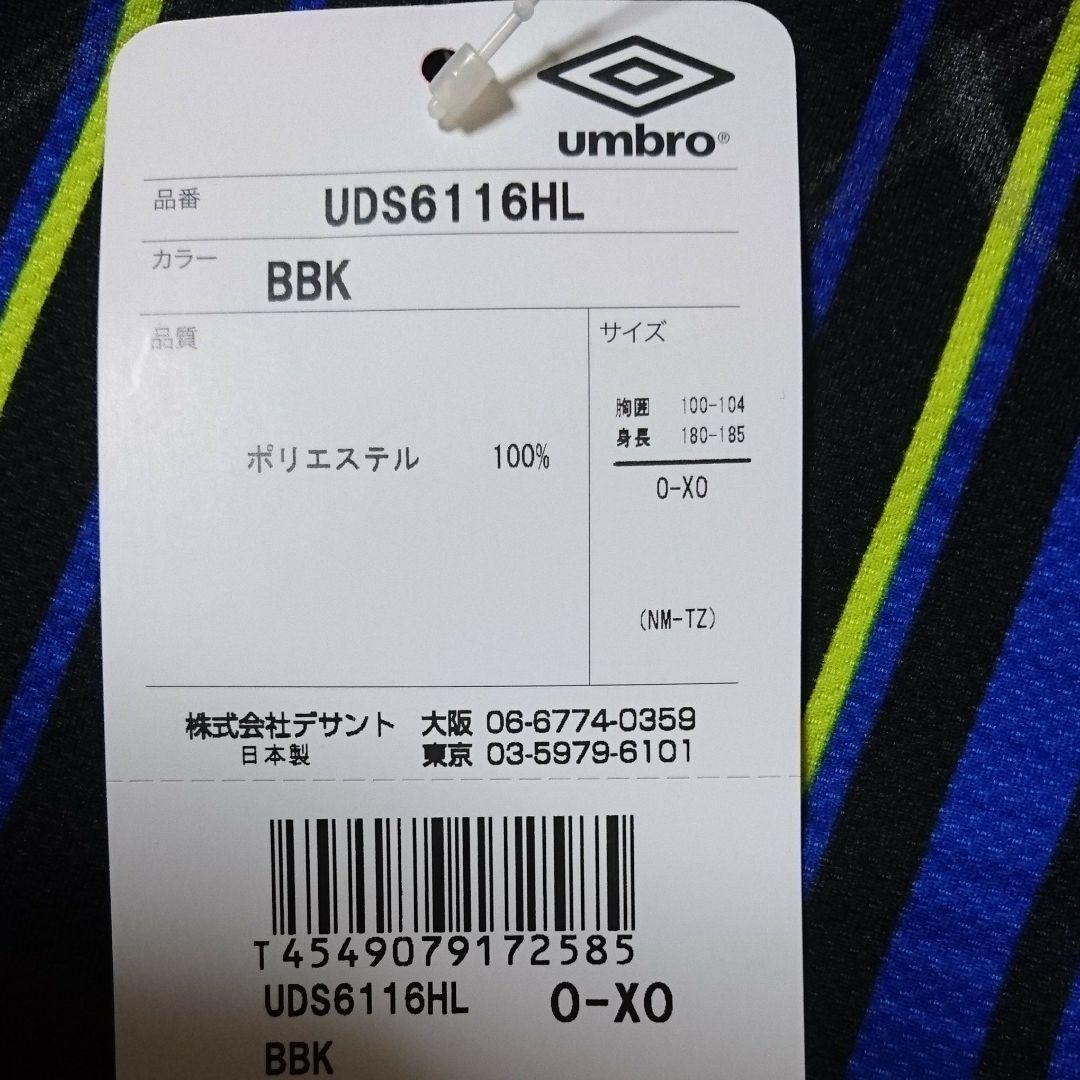 umbro®
品番 UDS6116HL
カラー BBK
品質
サイズ
胸囲 100-104
身長 180-185
ポリエステル 100%
O-XO
(NM-TZ)
株式会社デサント 大阪 06-6774-0359
日本製 東京 03-5979-6101
T4549079172585
UDS6116HL O-XO
BBK